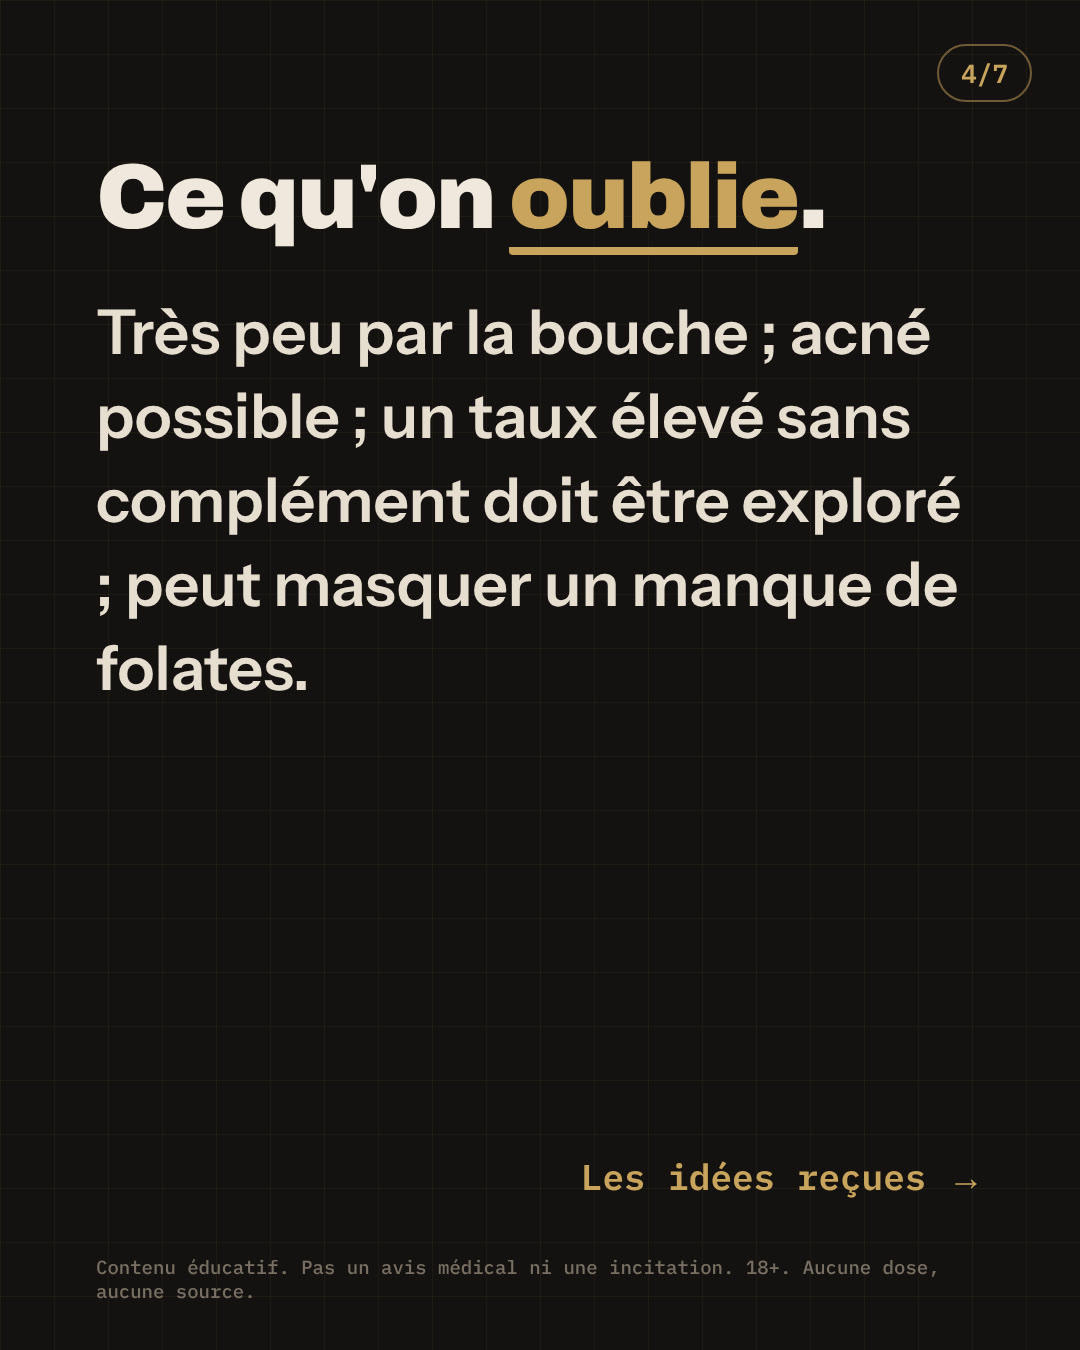 4/7
Ce qu'on oublie.
Très peu par la bouche ; acné
possible ; un taux élevé sans
complément doit être exploré
; peut masquer un manque de
folates.
Les idées reçues →
Contenu éducatif. Pas un avis médical ni une incitation. 18+. Aucune dose,
aucune source.